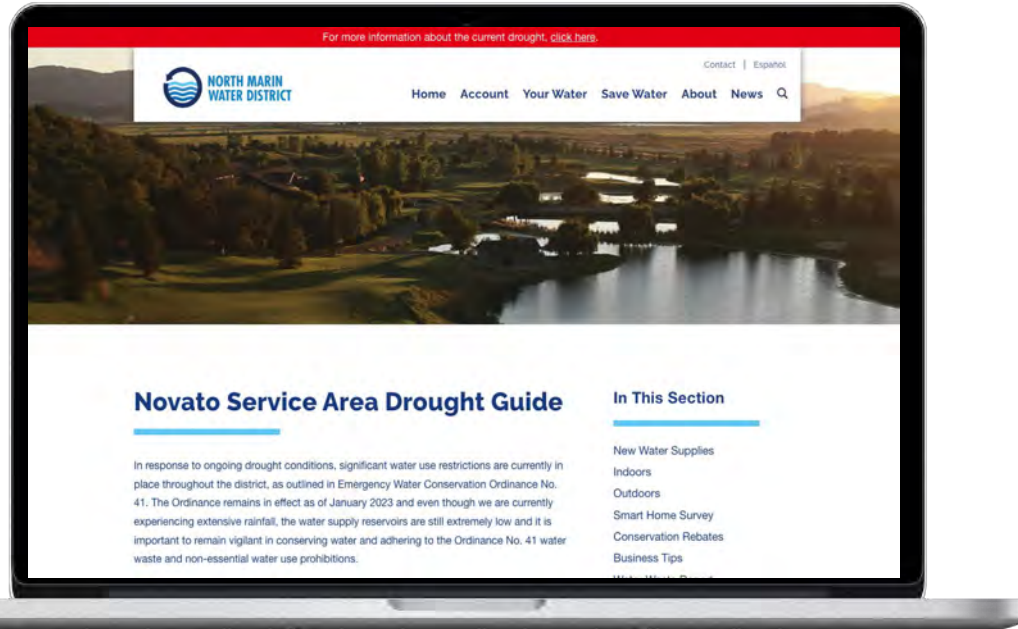 For more information about the current drought, click here.
Contact | Español
NORTH MARIN
WATER DISTRICT
Home Account Your Water Save Water About News
Novato Service Area Drought Guide
In response to ongoing drought conditions, significant water use restrictions are currently in
place throughout the district, as outlined in Emergency Water Conservation Ordinance No.
41. The Ordinance remains in effect as of January 2023 and even though we are currently
experiencing extensive rainfall, the water supply reservoirs are still extremely low and it is
important to remain vigilant in conserving water and adhering to the Ordinance No. 41 water
waste and non-essential water use prohibitions.
In This Section
New Water Supplies
Indoors
Outdoors
Smart Home Survey
Conservation Rebates
Business Tips